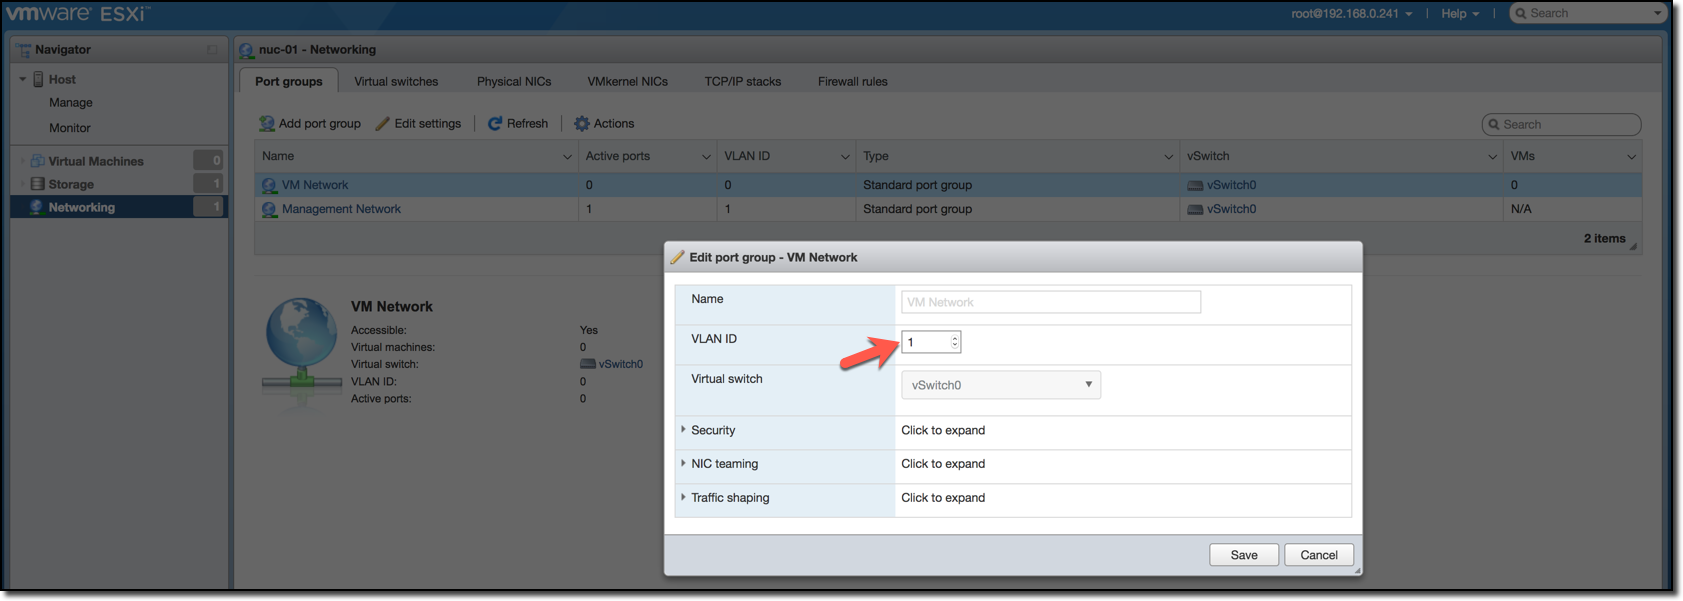 vmware ESXi™
root@192.168.0.241 | Help | Search
Navigator
Host
Manage
Monitor
Virtual Machines 0
Storage 1
Networking 1
nuc-01 - Networking
Port groups Virtual switches Physical NICs VMkernel NICs TCP/IP stacks Firewall rules
Add port group Edit settings | Refresh | Actions Search
Name Active ports VLAN ID Type vSwitch VMs
VM Network 0 0 Standard port group vSwitch0 0
Management Network 1 1 Standard port group vSwitch0 N/A
2 items
VM Network
Accessible: Yes
Virtual machines: 0
Virtual switch: vSwitch0
VLAN ID: 0
Active ports: 0
Edit port group - VM Network
Name VM Network
VLAN ID 1
Virtual switch vSwitch0
Security Click to expand
NIC teaming Click to expand
Traffic shaping Click to expand
Save Cancel